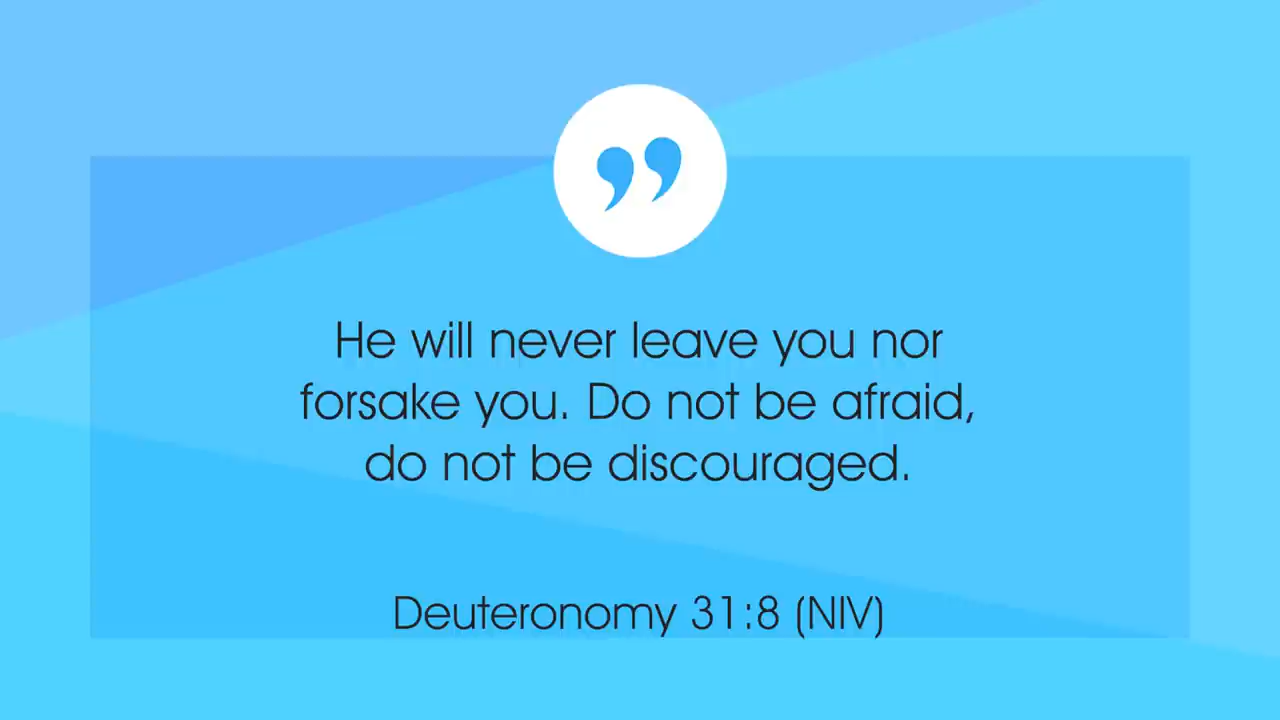 He will never leave you nor
forsake you. Do not be afraid,
do not be discouraged.
Deuteronomy 31:8 (NIV)